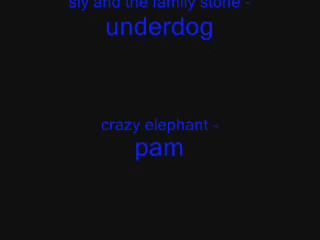 sly and the family stone -
underdog
crazy elephant -
pam